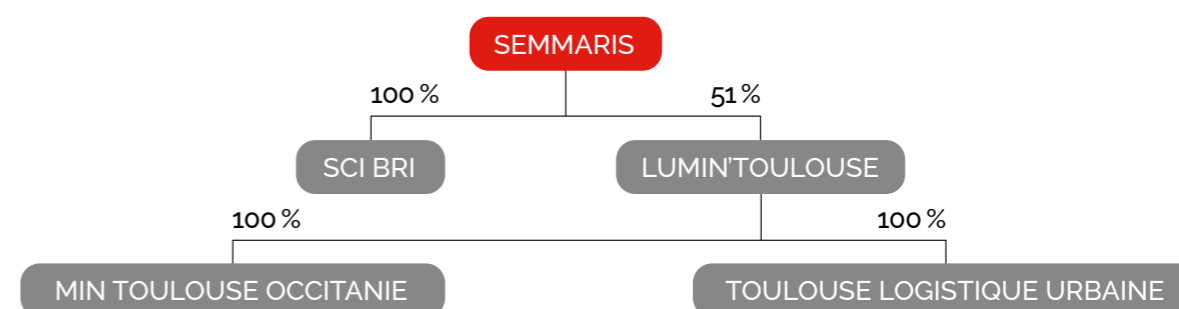 SEMMARIS
100 % 51 %
SCI BRI LUMIN'TOULOUSE
100 % 100 %
MIN TOULOUSE OCCITANIE TOULOUSE LOGISTIQUE URBAINE